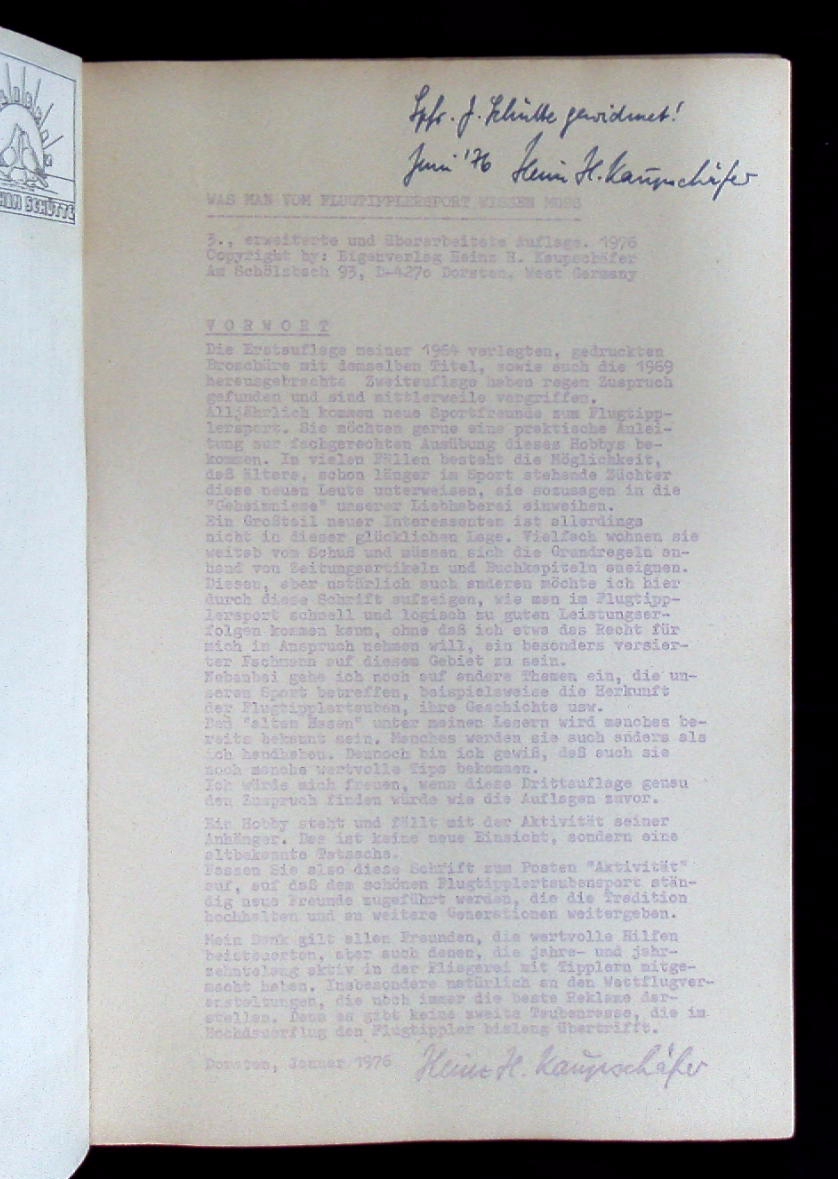 Spfr. J. Schütte gewidmet!
Juni '76 Heinz H. Kaupschäfer
WAS MAN VOM FLUGTIPPLERSPORT WISSEN MUSS
3., erweiterte und überarbeitete Auflage. 1976
Copyright by: Eigenverlag Heinz H. Kaupschäfer
Am Schölzbach 93, D-427o Dorsten, West Germany
V O R W O R T
Die Erstauflage meiner 1964 verlegten, gedruckten
Broschüre mit demselben Titel, sowie auch die 1969
herausgebrachte Zweitauflage haben regen Zuspruch
gefunden und sind mittlerweile vergriffen.
Alljährlich kommen neue Sportfreunde zum Flugtipp-
lersport. Sie möchten gerne eine praktische Anlei-
tung zur fachgerechten Ausübung dieses Hobbys be-
kommen. In vielen Fällen besteht die Möglichkeit,
daß ältere, schon länger im Sport stehende Züchter
diese neuen Leute unterweisen, sie sozusagen in die
"Geheimnisse" unserer Liebhaberei einweihen.
Ein Großteil neuer Interessenten ist allerdings
nicht in dieser glücklichen Lage. Vielfach wohnen sie
weitab vom Schuß und müssen sich die Grundregeln an-
hand von Zeitungsartikeln und Buchkapiteln aneignen.
Diesen, aber natürlich auch anderen möchte ich hier
durch diese Schrift aufzeigen, wie man im Flugtipp-
lersport schnell und logisch zu guten Leistungser-
folgen kommen kann, ohne daß ich etwa das Recht für
mich in Anspruch nehmen will, ein besonders versier-
ter Fachmann auf diesem Gebiet zu sein.
Nebenbei gehe ich noch auf andere Themen ein, die un-
seren Sport betreffen, beispielsweise die Herkunft
der Flugtipplertauben, ihre Geschichte usw.
Den "alten Hasen" unter meinen Lesern wird manches be-
reits bekannt sein. Manches werden sie auch anders als
ich handhaben. Dennoch bin ich gewiß, daß auch sie
noch manche wertvolle Tips bekommen.
Ich würde mich freuen, wenn diese Drittauflage genau
den Zuspruch finden würde wie die Auflagen zuvor.
Ein Hobby steht und fällt mit der Aktivität seiner
Anhänger. Das ist keine neue Einsicht, sondern eine
altbekannte Tatsache.
Fassen Sie also diese Schrift zum Posten "Aktivität"
auf, auf daß dem schönen Flugtipplertaubensport stän-
dig neue Freunde zugeführt werden, die die Tradition
hochhalten und an weitere Generationen weitergeben.
Mein Dank gilt allen Freunden, die wertvolle Hilfen
beisteuerten, aber auch denen, die jahre- und jahr-
zehntelang aktiv in der Fliegerei mit Tipplern mitge-
macht haben. Insbesondere natürlich an den Wettflugver-
anstaltungen, die noch immer die beste Reklame dar-
stellen. Denn es gibt keine zweite Taubenrasse, die im
Hochdauerflug den Flugtippler bislang übertrifft.
Dorsten, Januar 1976 Heinz H. Kaupschäfer
SCHÜTTE